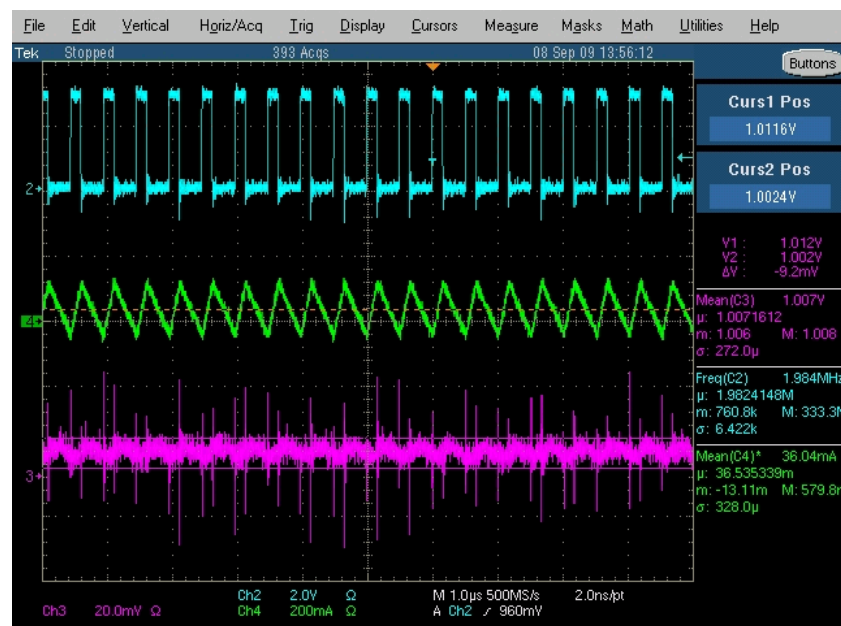 File Edit Vertical Horiz/Acq Trig Display Cursors Measure Masks Math Utilities Help
Tek Stopped 393 Acqs 08 Sep 09 13:56:12
Buttons
Curs1 Pos
1.0116V
Curs2 Pos
1.0024V
2
V1 : 1.012V
V2 : 1.002V
ΔV : -9.2mV
Mean(C3) 1.007V
µ: 1.0071612
m: 1.006 M: 1.008
σ: 272.0µ
4
Freq(C2) 1.984MHz
µ: 1.9824148M
m: 760.8k M: 333.3M
σ: 6.422k
Mean(C4)* 36.04mA
µ: 36.535339m
m: -13.11m M: 579.8m
σ: 328.0µ
3
Ch2 2.0V Ω M 1.0µs 500MS/s 2.0ns/pt
Ch3 20.0mV Ω Ch4 200mA Ω A Ch2 ∕ 960mV